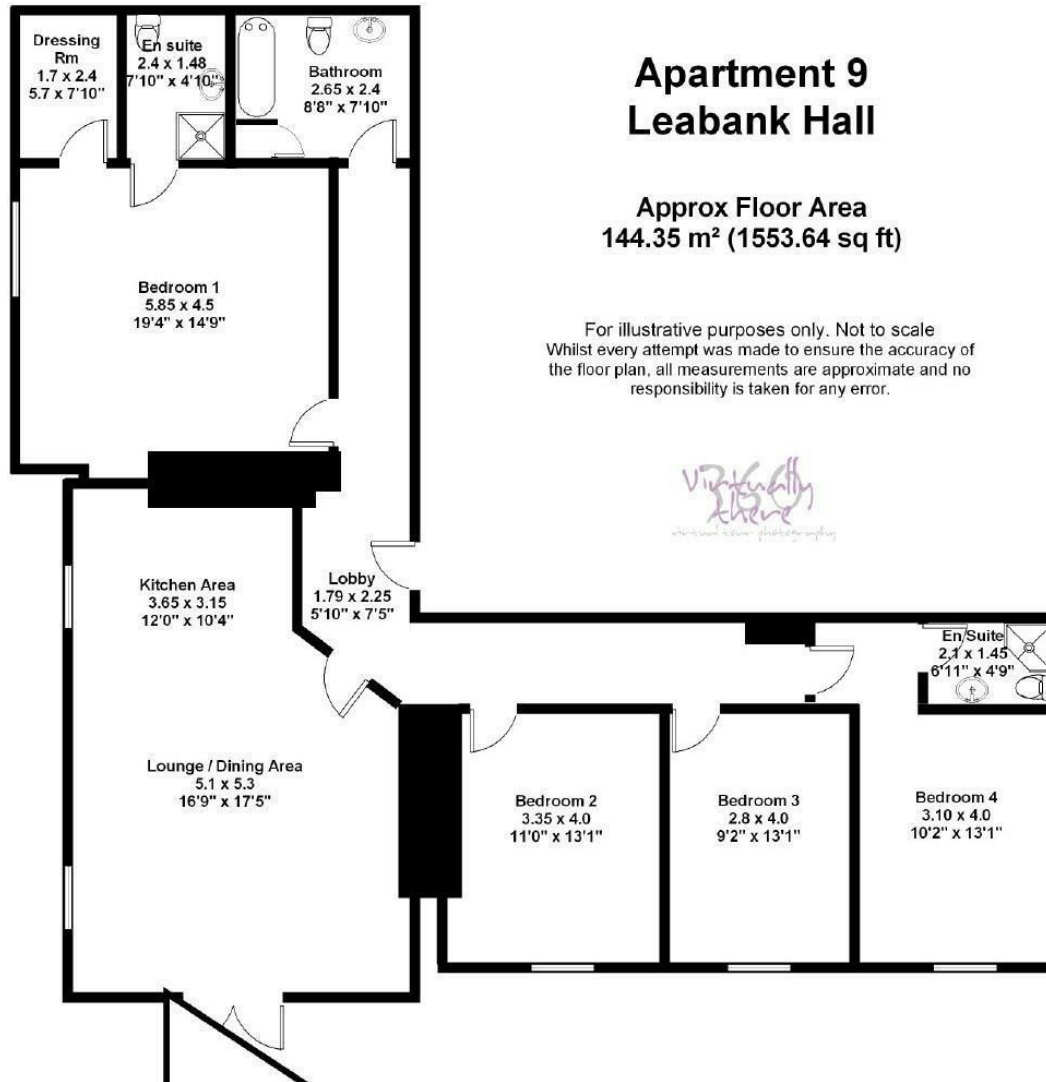 Dressing
Rm
1.7 x 2.4
5.7 x 7'10"
En suite
2.4 x 1.48
7'10" x 4'10"
Bathroom
2.65 x 2.4
8'8" x 7'10"
Apartment 9
Leabank Hall
Approx Floor Area
144.35 m² (1553.64 sq ft)
For illustrative purposes only. Not to scale
Whilst every attempt was made to ensure the accuracy of
the floor plan, all measurements are approximate and no
responsibility is taken for any error.
360
Virtually
there
virtual tour photography
Bedroom 1
5.85 x 4.5
19'4" x 14'9"
Kitchen Area
3.65 x 3.15
12'0" x 10'4"
Lobby
1.79 x 2.25
5'10" x 7'5"
En Suite
2.1 x 1.45
6'11" x 4'9"
Lounge / Dining Area
5.1 x 5.3
16'9" x 17'5"
Bedroom 2
3.35 x 4.0
11'0" x 13'1"
Bedroom 3
2.8 x 4.0
9'2" x 13'1"
Bedroom 4
3.10 x 4.0
10'2" x 13'1"